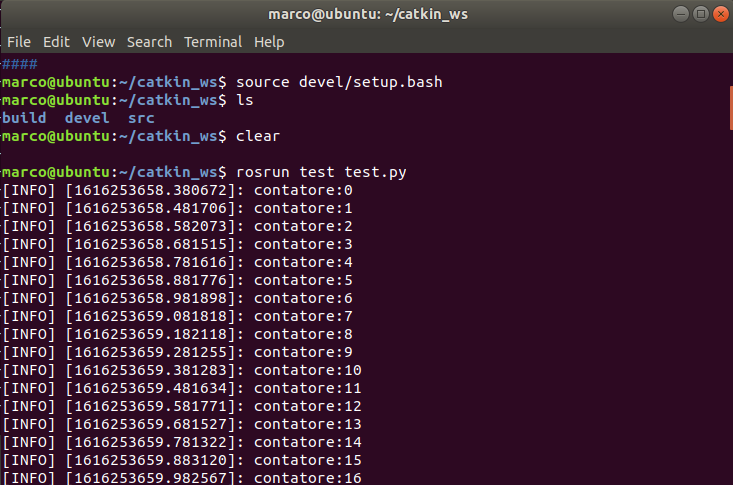 marco@ubuntu: ~/catkin_ws
File Edit View Search Terminal Help
####
marco@ubuntu:~/catkin_ws$ source devel/setup.bash
marco@ubuntu:~/catkin_ws$ ls
build devel src
marco@ubuntu:~/catkin_ws$ clear
marco@ubuntu:~/catkin_ws$ rosrun test test.py
[INFO] [1616253658.380672]: contatore:0
[INFO] [1616253658.481706]: contatore:1
[INFO] [1616253658.582073]: contatore:2
[INFO] [1616253658.681515]: contatore:3
[INFO] [1616253658.781616]: contatore:4
[INFO] [1616253658.881776]: contatore:5
[INFO] [1616253658.981898]: contatore:6
[INFO] [1616253659.081818]: contatore:7
[INFO] [1616253659.182118]: contatore:8
[INFO] [1616253659.281255]: contatore:9
[INFO] [1616253659.381283]: contatore:10
[INFO] [1616253659.481634]: contatore:11
[INFO] [1616253659.581771]: contatore:12
[INFO] [1616253659.681527]: contatore:13
[INFO] [1616253659.781322]: contatore:14
[INFO] [1616253659.883120]: contatore:15
[INFO] [1616253659.982567]: contatore:16